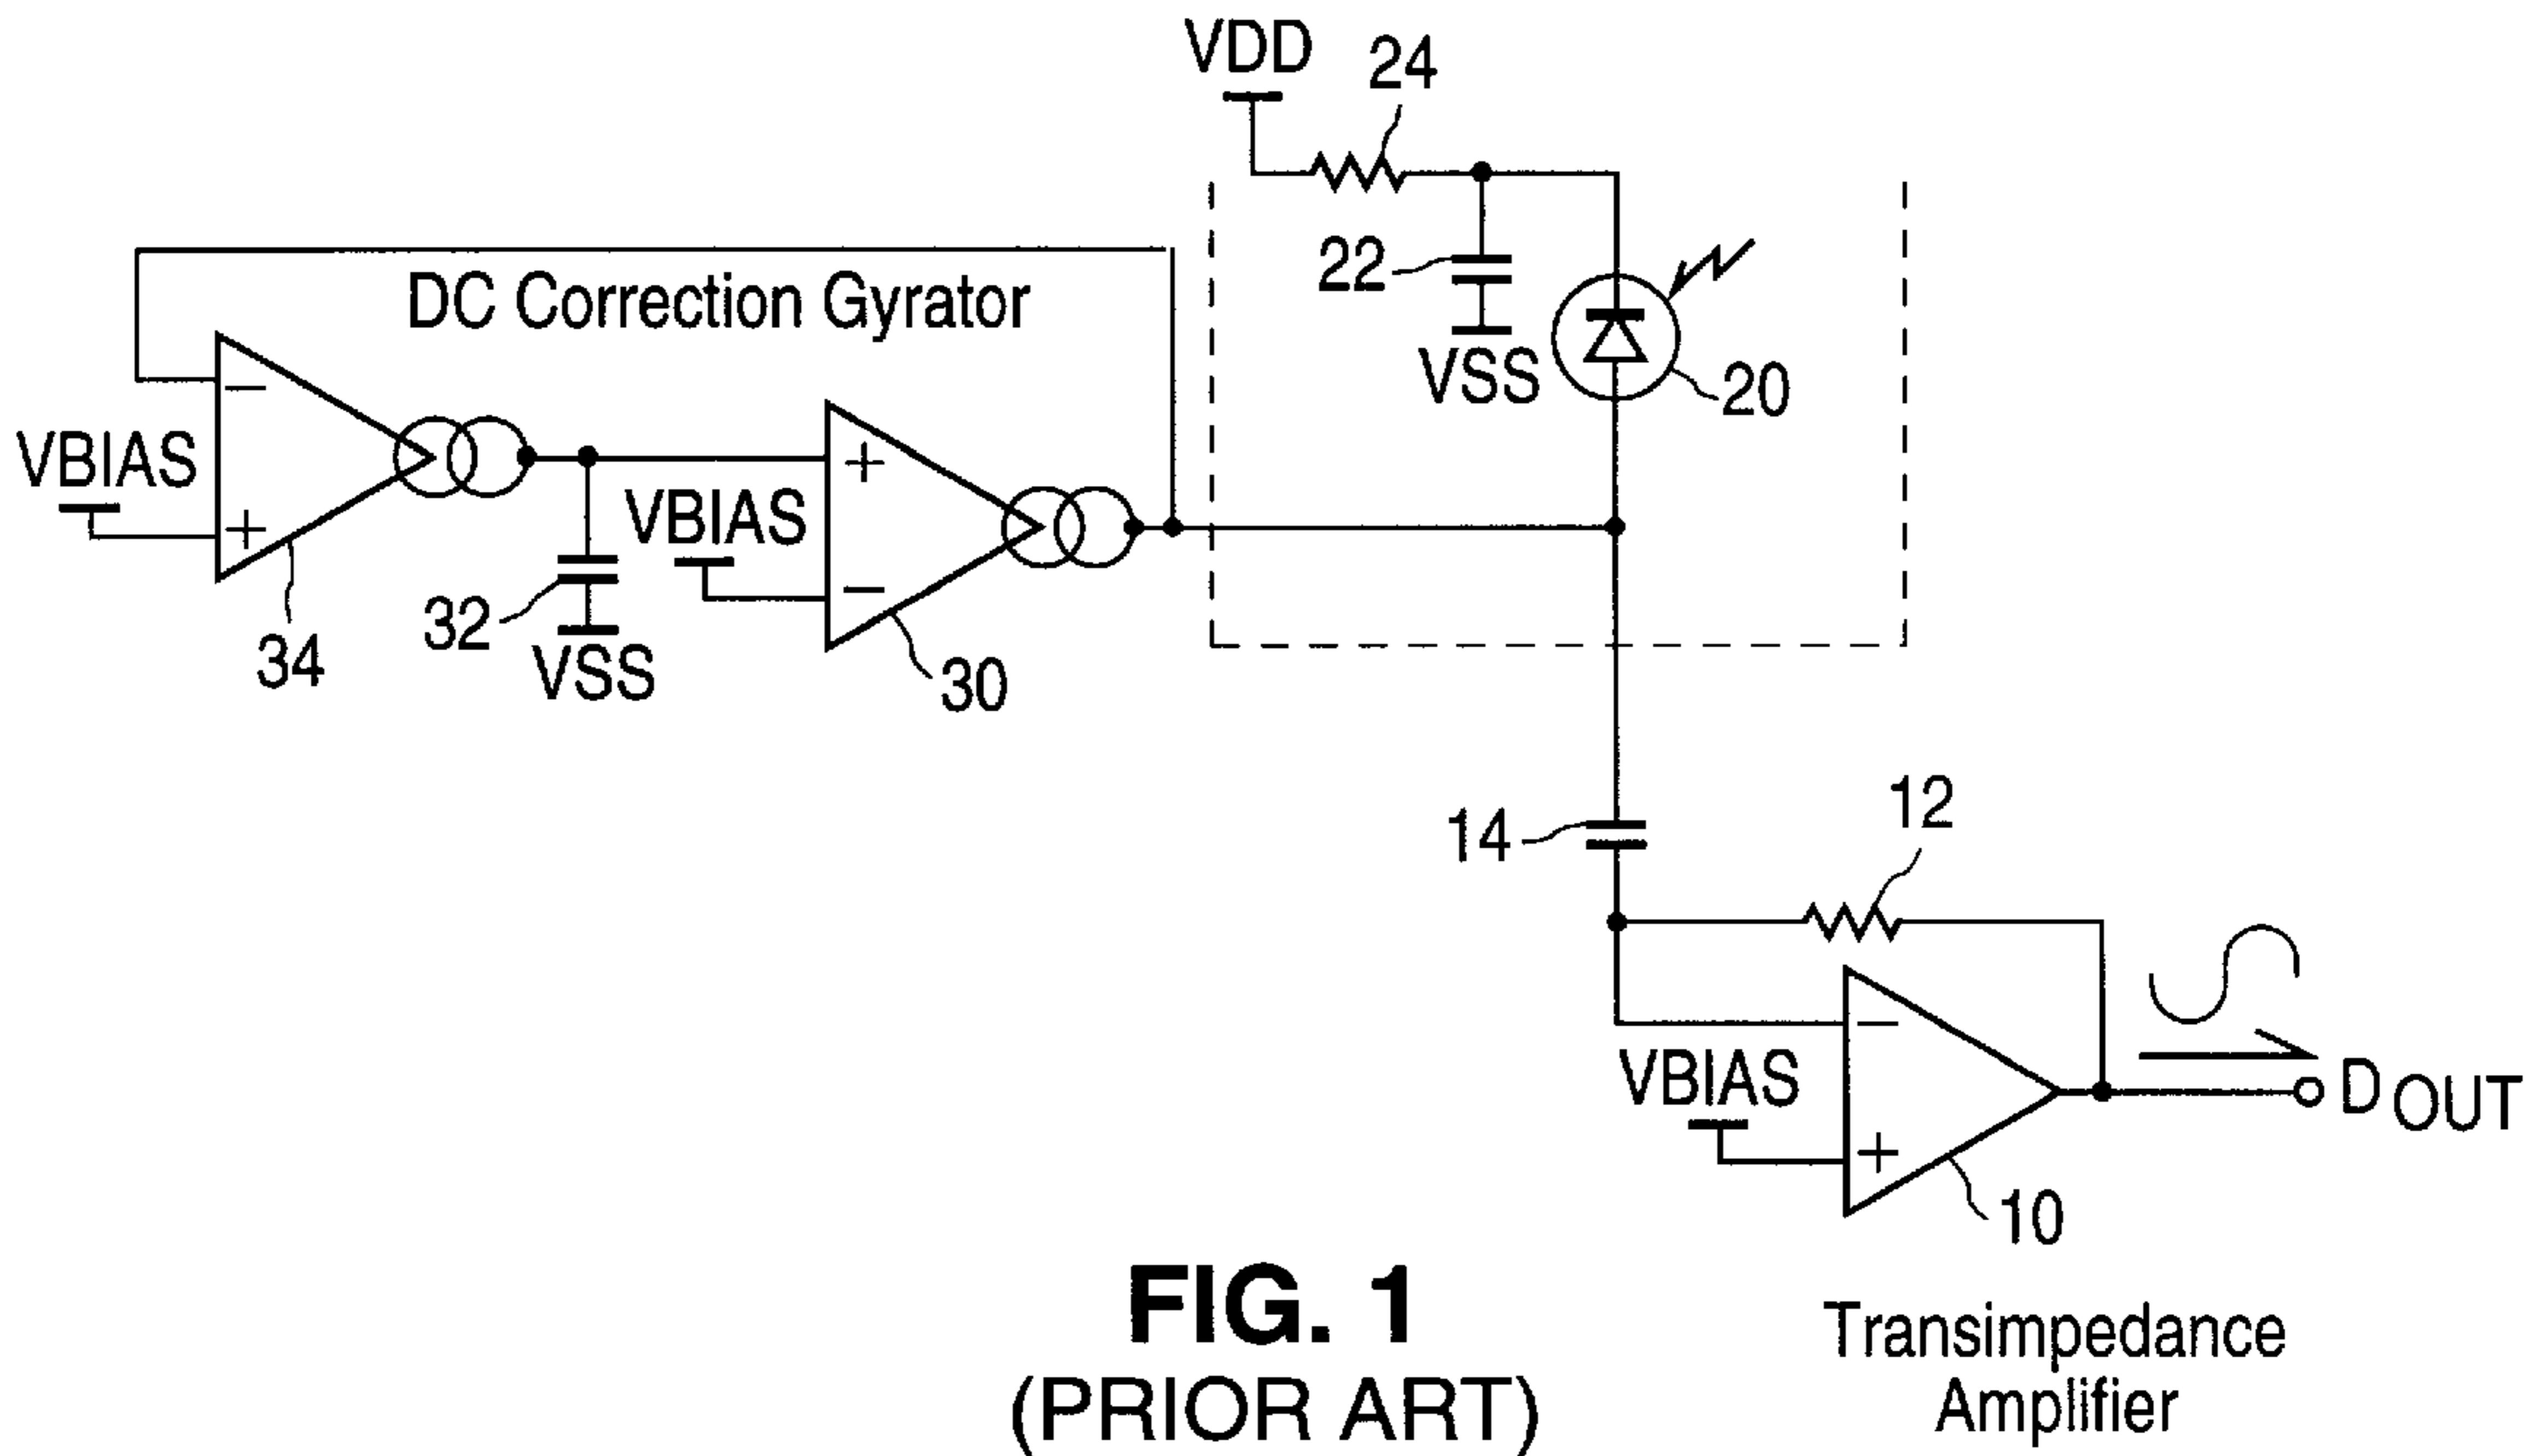 VDD
24
DC Correction Gyrator
22
VSS
20
−
VBIAS
+
34
32
VSS
+
VBIAS
−
30
14
12
−
VBIAS
+
10
DOUT
Transimpedance
Amplifier
FIG. 1
(PRIOR ART)